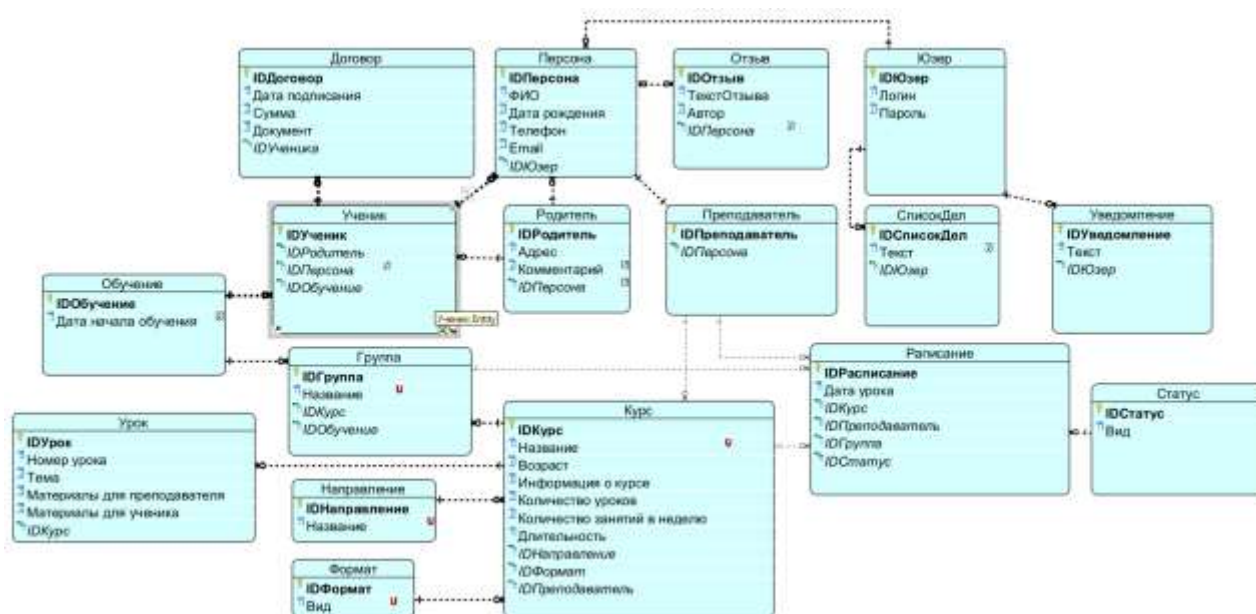 Договор
IDДоговор
Дата подписания
Сумма
Документ
IDУченика
Персона
IDПерсона
ФИО
Дата рождения
Телефон
Email
IDЮзер
Отзыв
IDОтзыв
ТекстОтзыва
Автор
IDПерсона
Юзер
IDЮзер
Логин
Пароль
Ученик
IDУченик
IDРодитель
IDПерсона
IDОбучение
Родитель
IDРодитель
Адрес
Комментарий
IDПерсона
Преподаватель
IDПреподаватель
IDПерсона
СписокДел
IDСписокДел
Текст
IDЮзер
Уведомление
IDУведомление
Текст
IDЮзер
Обучение
IDОбучение
Дата начала обучения
Ученик:Entity
Группа
IDГруппа
Название
U
IDКурс
IDОбучение
Раписание
IDРасписание
Дата урока
IDКурс
IDПреподаватель
IDГруппа
IDСтатус
Статус
IDСтатус
Вид
Урок
IDУрок
Номер урока
Тема
Материалы для преподавателя
Материалы для ученика
IDКурс
Курс
IDКурс
U
Название
Возраст
Информация о курсе
Количество уроков
Количество занятий в неделю
Длительность
IDНаправление
IDФормат
IDПреподаватель
Направление
IDНаправление
Название
U
Формат
IDФормат
Вид
U